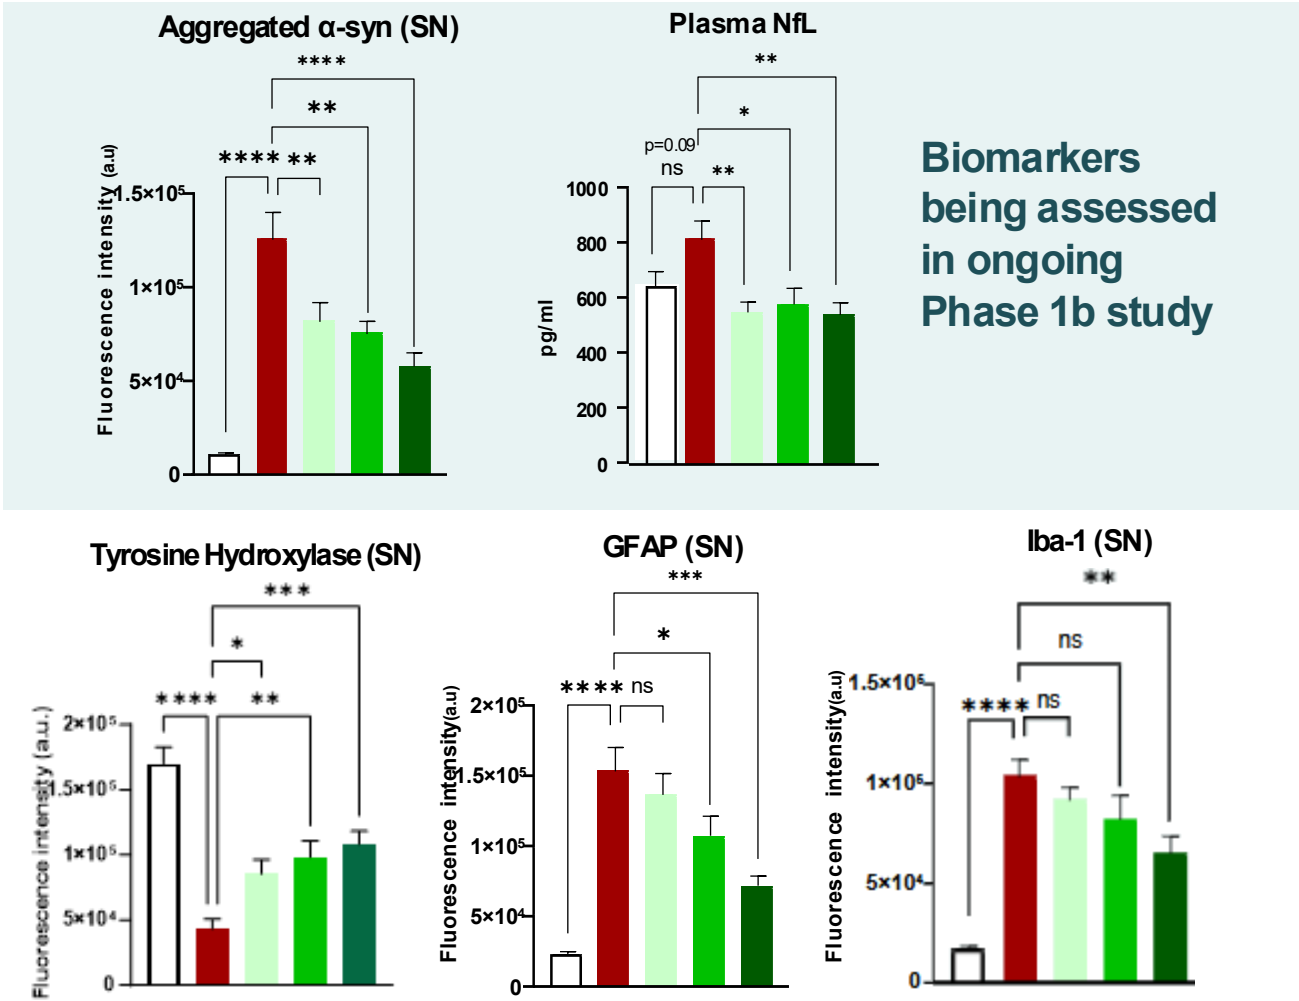 Aggregated α-syn (SN)
****
**
**** **
Fluorescence intensity (a.u)
1.5×10⁵
1×10⁵
5×10⁴
0
Plasma NfL
**
*
p=0.09
ns
**
pg/ml
1000
800
600
400
200
0
Biomarkers
being assessed
in ongoing
Phase 1b study
Tyrosine Hydroxylase (SN)
***
*
**** **
Fluorescence intensity (a.u.)
2×10⁵
1.5×10⁵
1×10⁵
5×10⁴
0
GFAP (SN)
***
*
**** ns
Fluorescence intensity(a.u)
2×10⁵
1.5×10⁵
1×10⁵
5×10⁴
0
Iba-1 (SN)
**
ns
**** ns
Fluorescence intensity(a.u)
1.5×10⁵
1×10⁵
5×10⁴
0